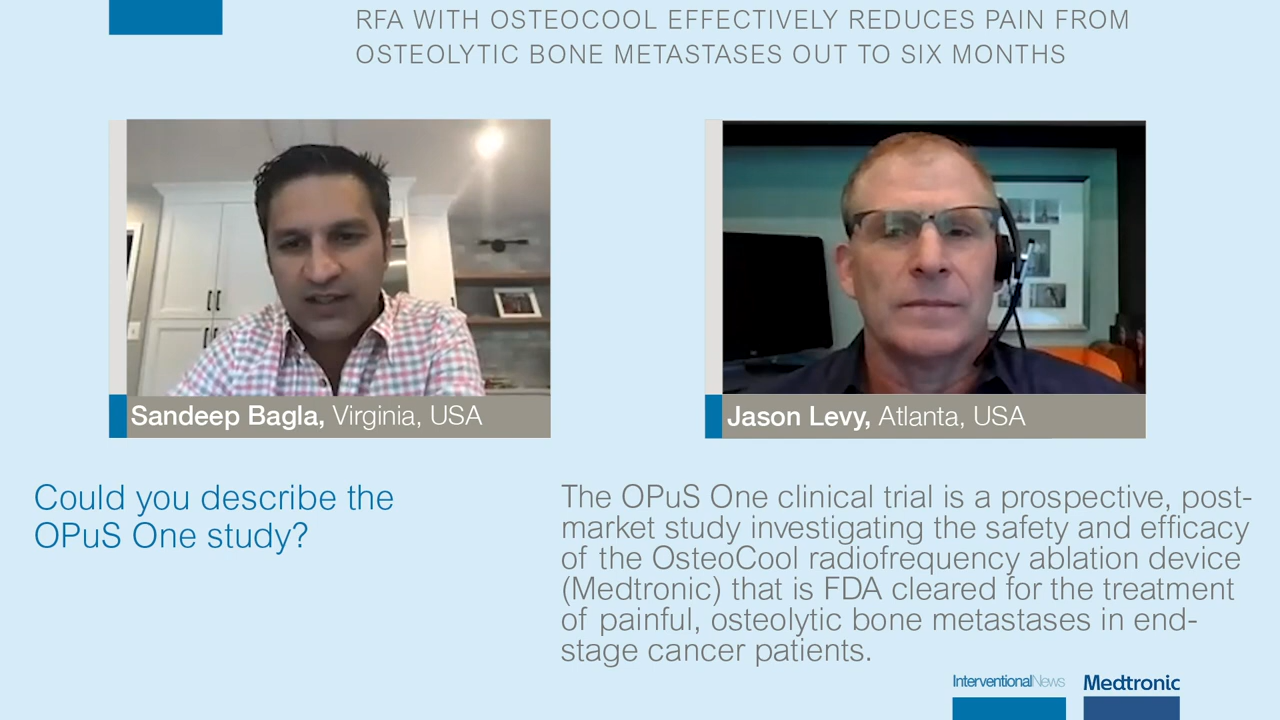 RFA WITH OSTEOCOOL EFFECTIVELY REDUCES PAIN FROM
OSTEOLYTIC BONE METASTASES OUT TO SIX MONTHS
Sandeep Bagla, Virginia, USA
Jason Levy, Atlanta, USA
Could you describe the
OPuS One study?
The OPuS One clinical trial is a prospective, post-
market study investigating the safety and efficacy
of the OsteoCool radiofrequency ablation device
(Medtronic) that is FDA cleared for the treatment
of painful, osteolytic bone metastases in end-
stage cancer patients.
InterventionalNews
Medtronic